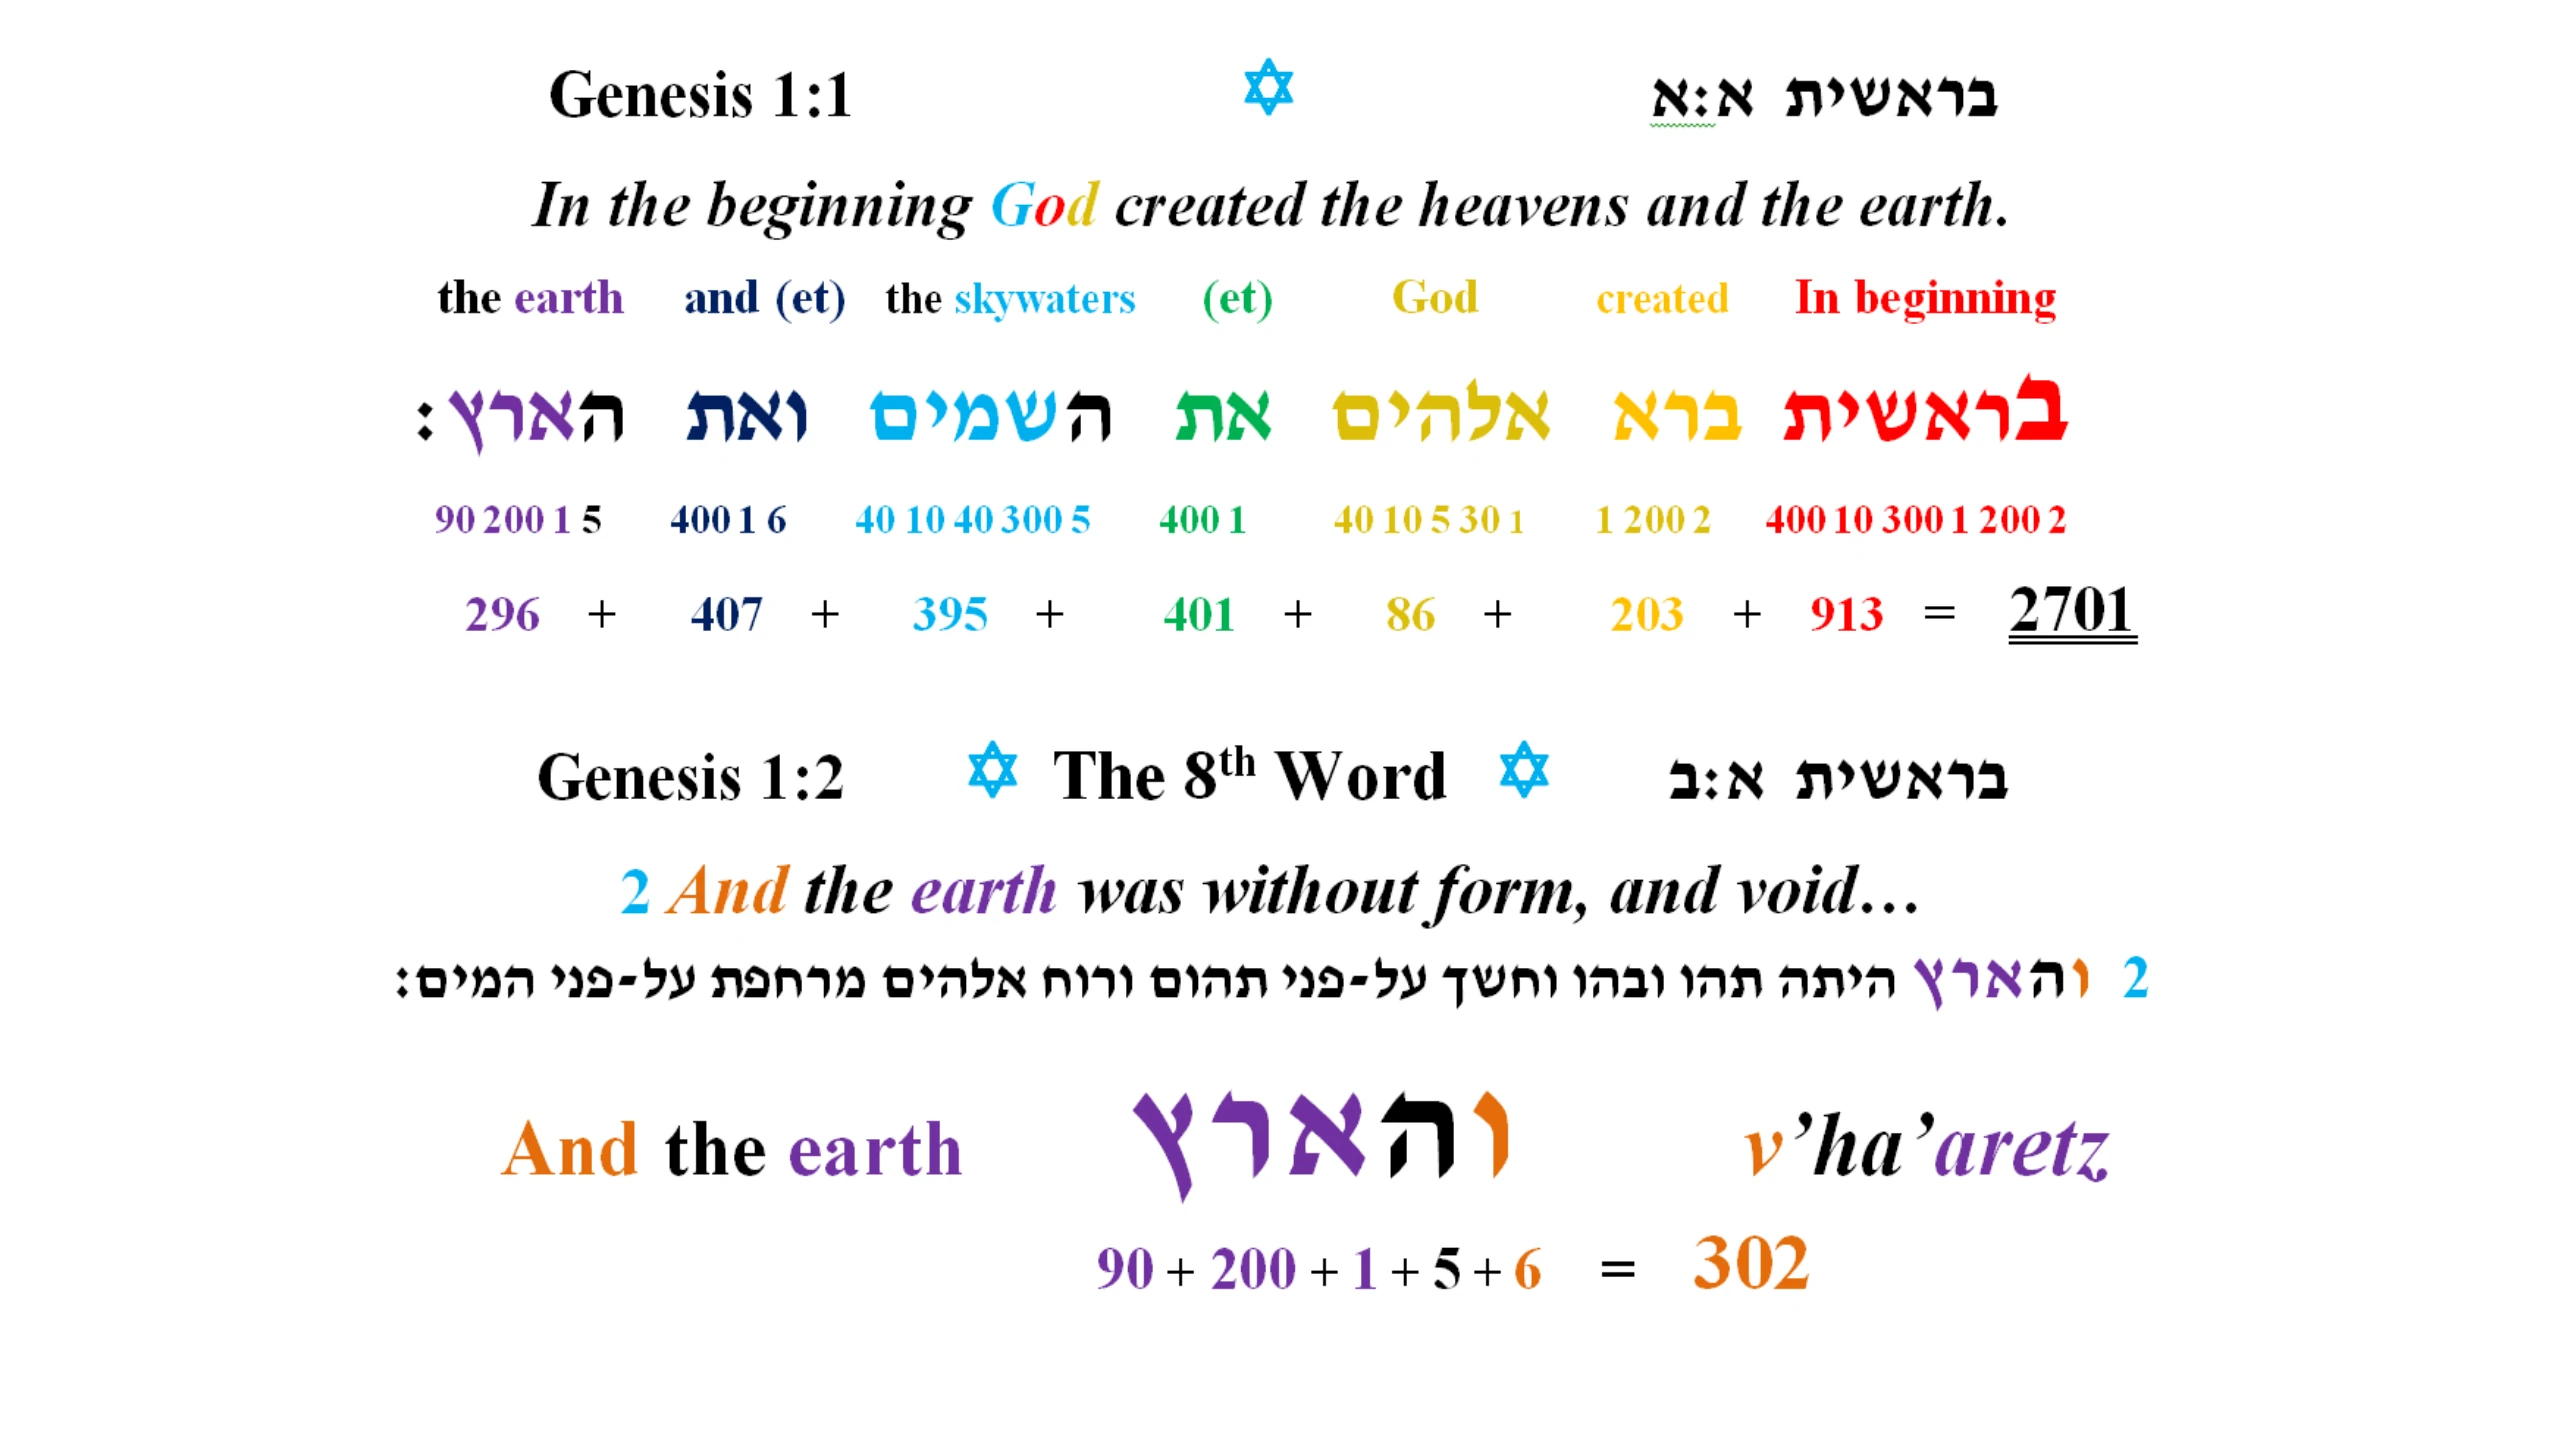 Genesis 1:1 ✡ בראשית א:א
In the beginning God created the heavens and the earth.
the earth and (et) the skywaters (et) God created In beginning
בראשית ברא אלהים את השמים ואת הארץ:
90 200 1 5 400 1 6 40 10 40 300 5 400 1 40 10 5 30 1 1 200 2 400 10 300 1 200 2
296 + 407 + 395 + 401 + 86 + 203 + 913 = 2701
Genesis 1:2 ✡ The 8th Word ✡ בראשית א:ב
2 And the earth was without form, and void…
2 והארץ היתה תהו ובהו וחשך על-פני תהום ורוח אלהים מרחפת על-פני המים:
And the earth והארץ v’ha’aretz
90 + 200 + 1 + 5 + 6 = 302